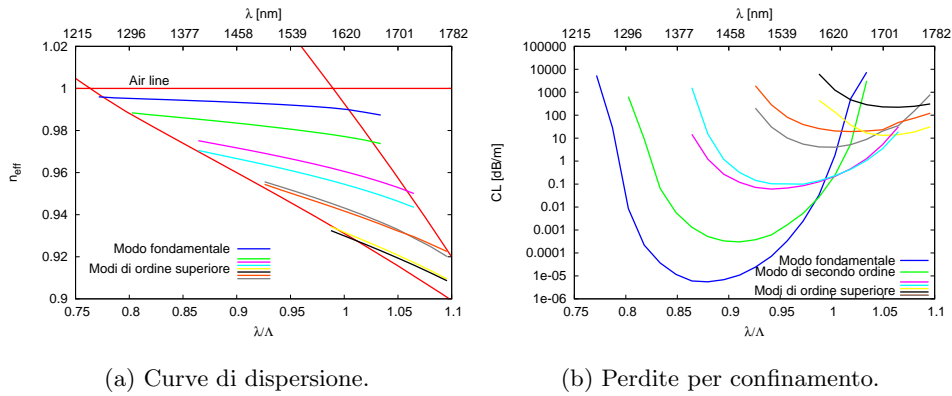 λ [nm]
1215 1296 1377 1458 1539 1620 1701 1782
1.02
1
0.98
0.96
0.94
0.92
0.9
n_eff
Air line
Modo fondamentale
Modi di ordine superiore
0.75 0.8 0.85 0.9 0.95 1 1.05 1.1
λ/Λ
(a) Curve di dispersione.
λ [nm]
1215 1296 1377 1458 1539 1620 1701 1782
100000
10000
1000
100
10
1
0.1
0.01
0.001
0.0001
1e-05
1e-06
CL [dB/m]
Modo fondamentale
Modo di secondo ordine
Modi di ordine superiore
0.75 0.8 0.85 0.9 0.95 1 1.05 1.1
λ/Λ
(b) Perdite per confinamento.